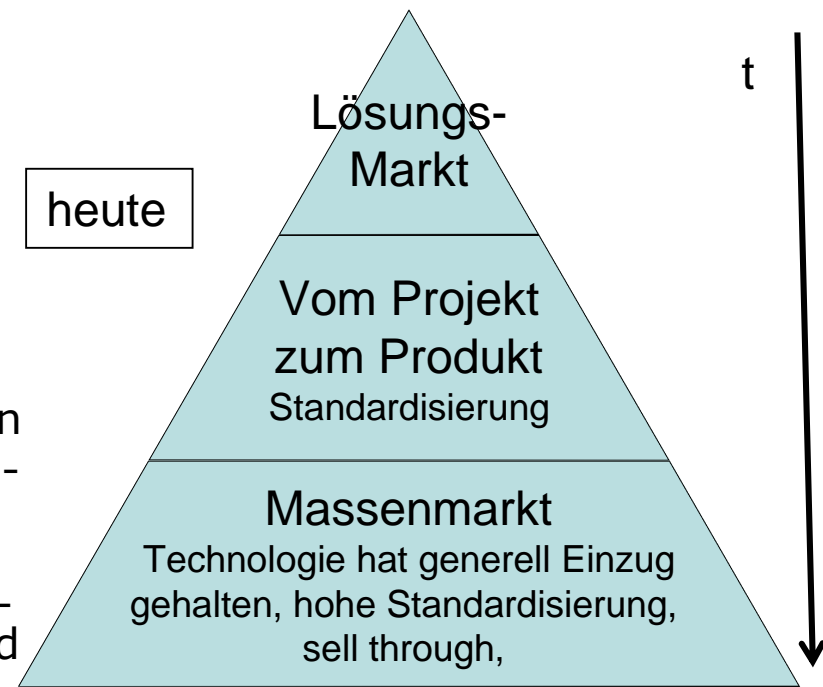 t
Lösungs-
Markt
heute
Vom Projekt
zum Produkt
Standardisierung
n
-
Massenmarkt
Technologie hat generell Einzug
gehalten, hohe Standardisierung,
sell through,
-
d